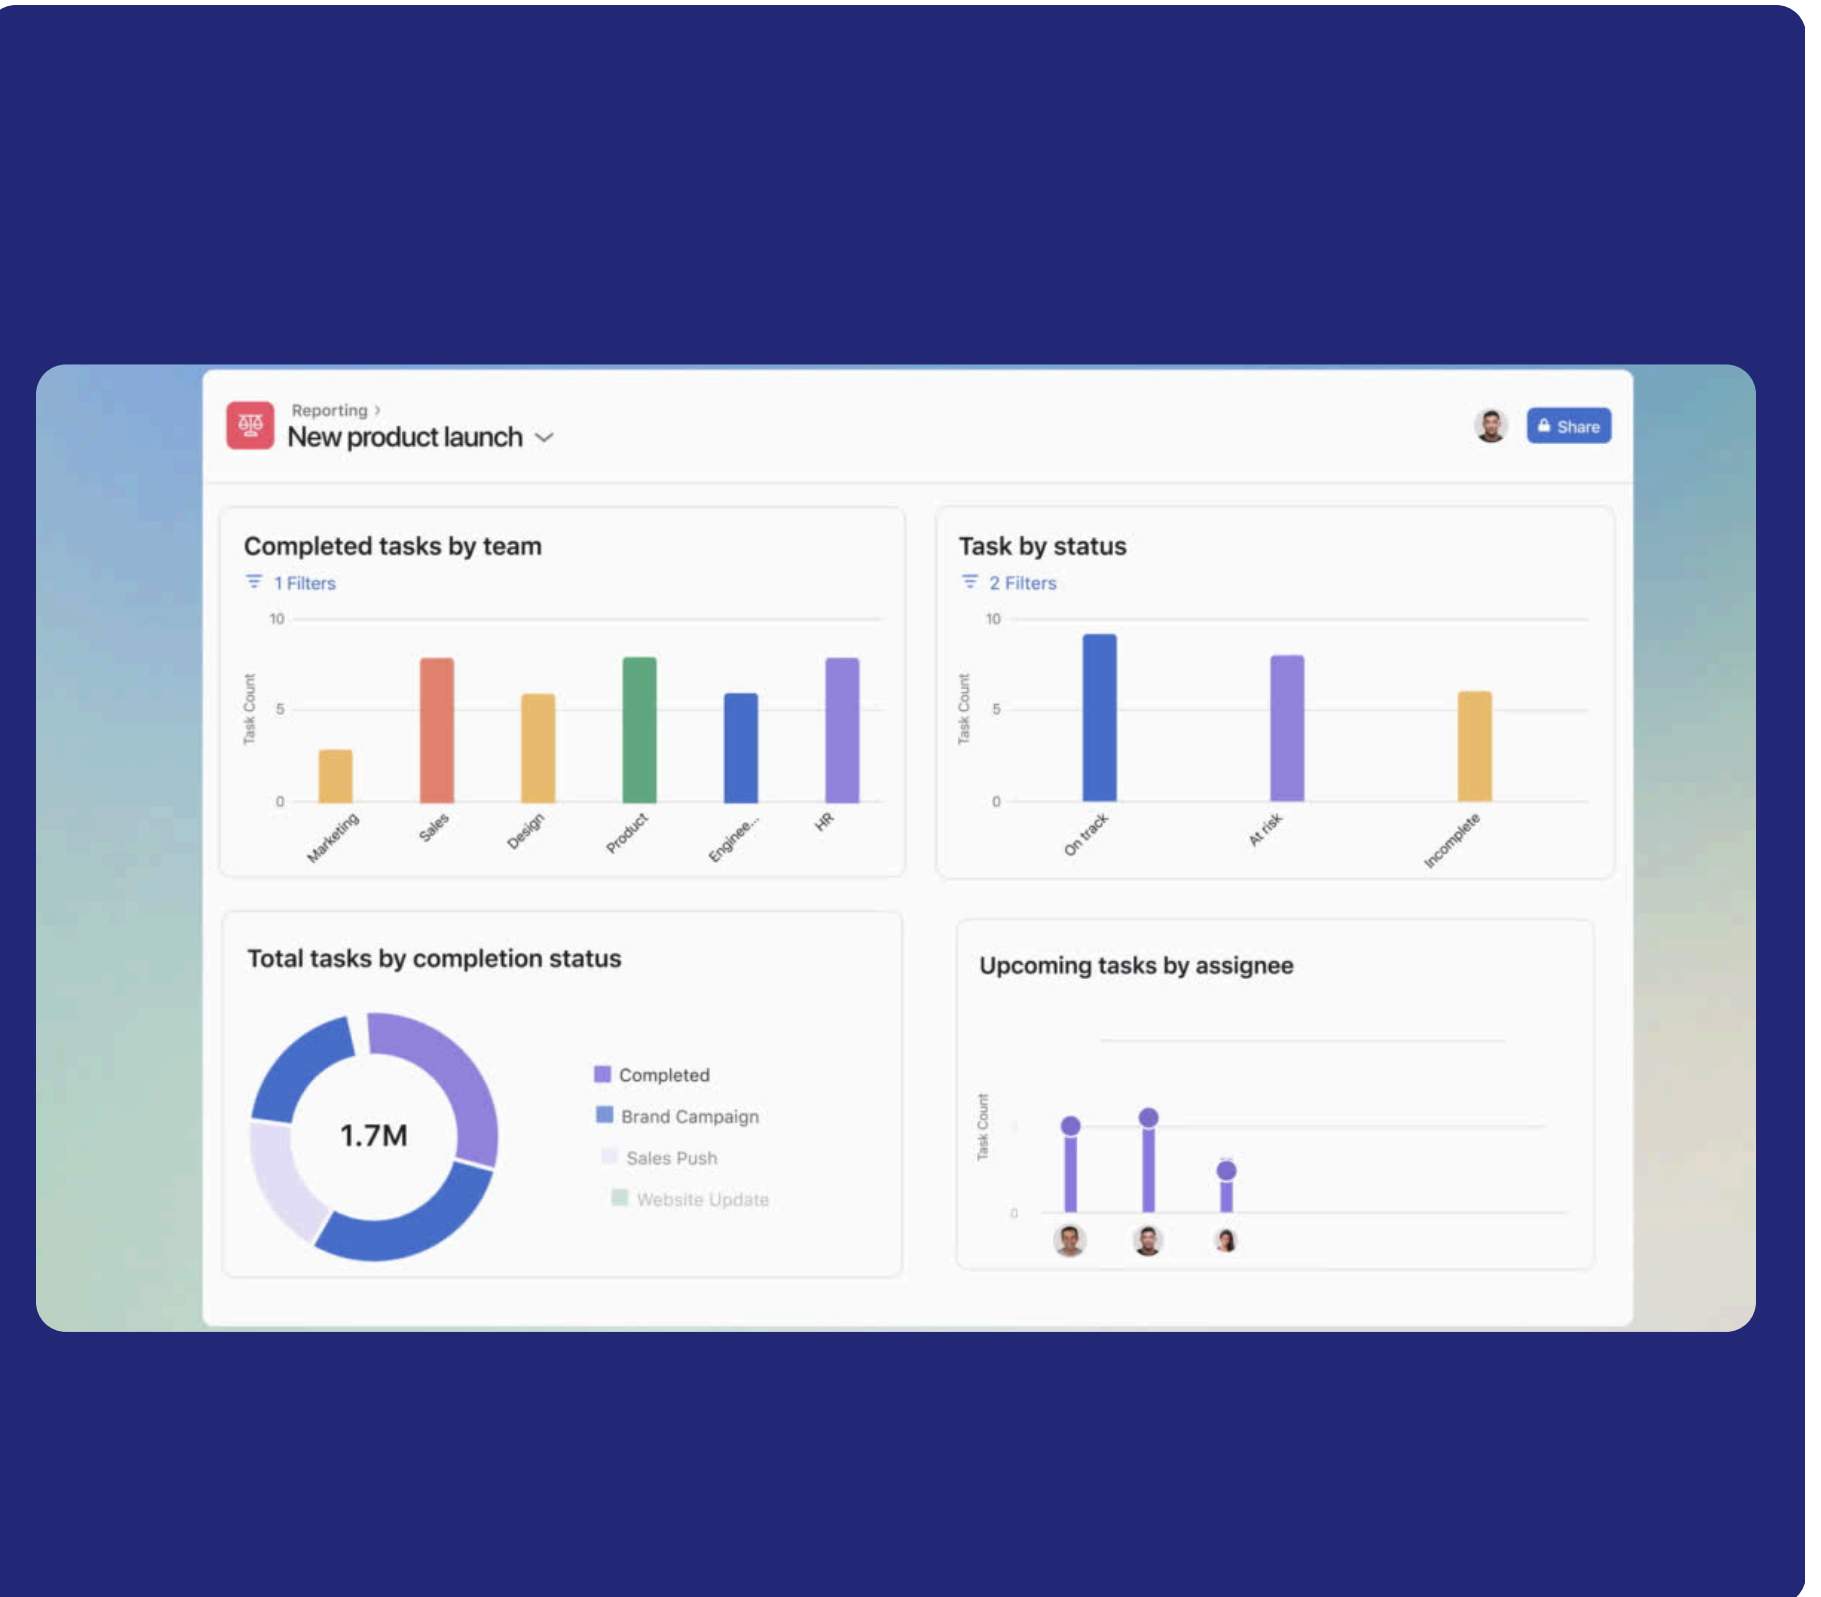 Reporting ›
New product launch
Share
Completed tasks by team
1 Filters
10
5
0
Task Count
Marketing
Sales
Design
Product
Enginee...
HR
Task by status
2 Filters
10
5
0
Task Count
On track
At risk
Incomplete
Total tasks by completion status
1.7M
Completed
Brand Campaign
Sales Push
Website Update
Upcoming tasks by assignee
Task Count
0